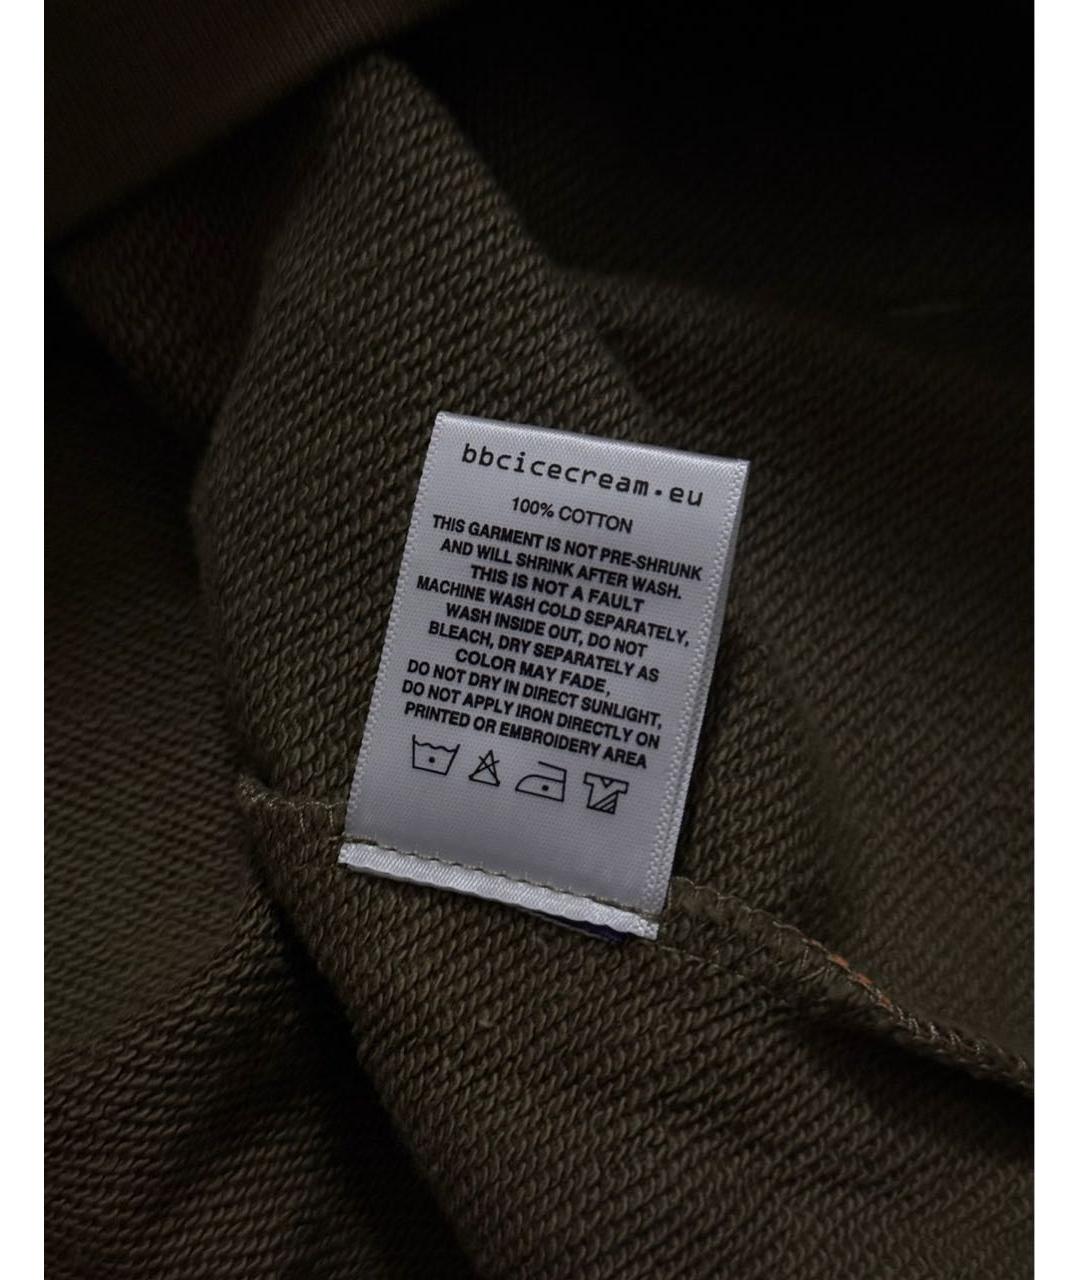 bbcicecream.eu
100% COTTON
THIS GARMENT IS NOT PRE-SHRUNK
AND WILL SHRINK AFTER WASH.
THIS IS NOT A FAULT
MACHINE WASH COLD SEPARATELY,
WASH INSIDE OUT, DO NOT
BLEACH, DRY SEPARATELY AS
COLOR MAY FADE,
DO NOT DRY IN DIRECT SUNLIGHT,
DO NOT APPLY IRON DIRECTLY ON
PRINTED OR EMBROIDERY AREA